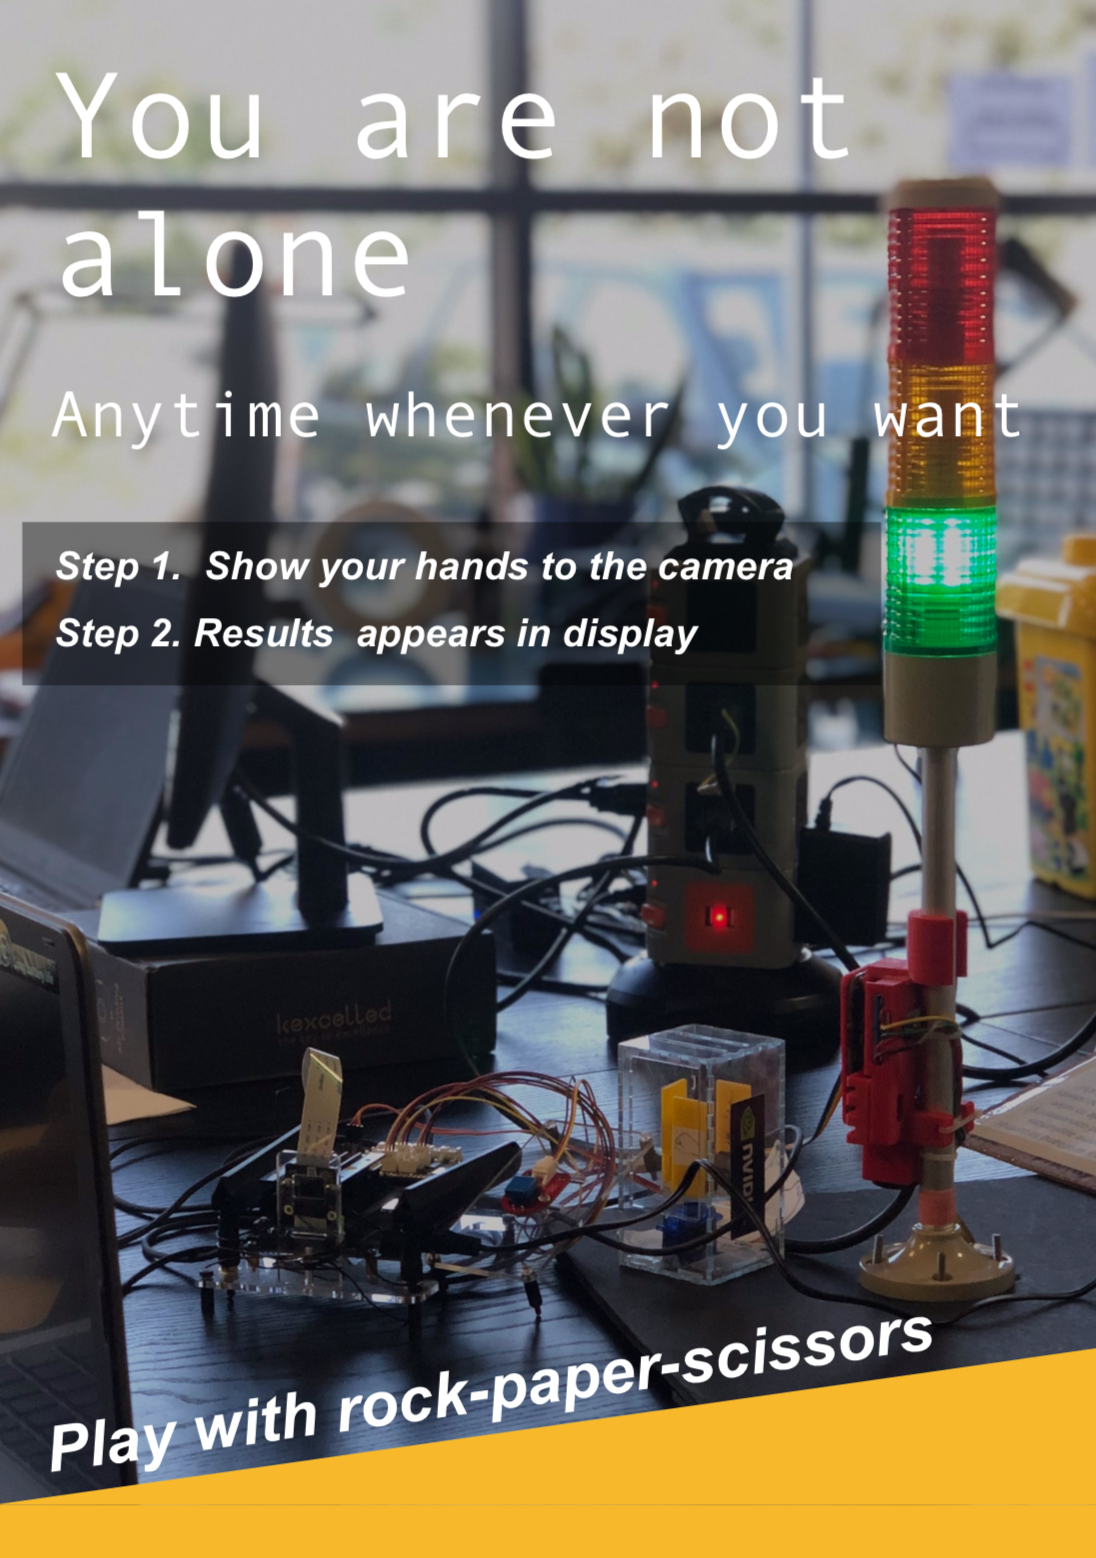 You are not
alone
Anytime whenever you want
Step 1. Show your hands to the camera
Step 2. Results appears in display
kexcelled
nVIDI
Play with rock-paper-scissors